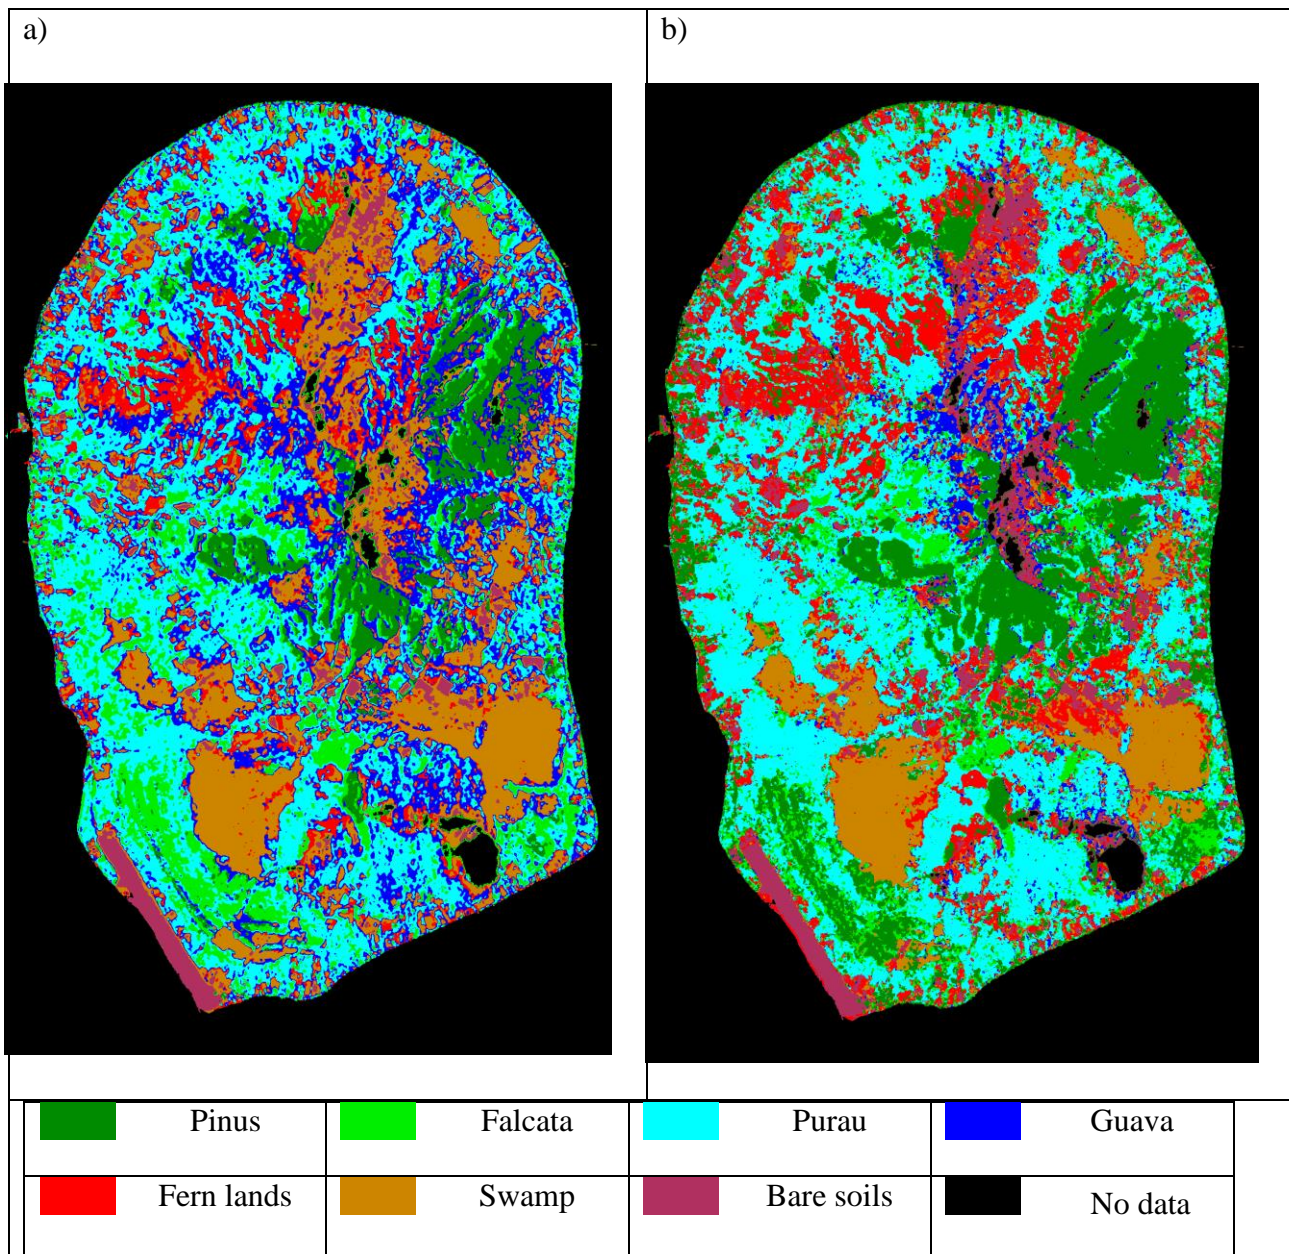 a)
b)
Pinus
Falcata
Purau
Guava
Fern lands
Swamp
Bare soils
No data